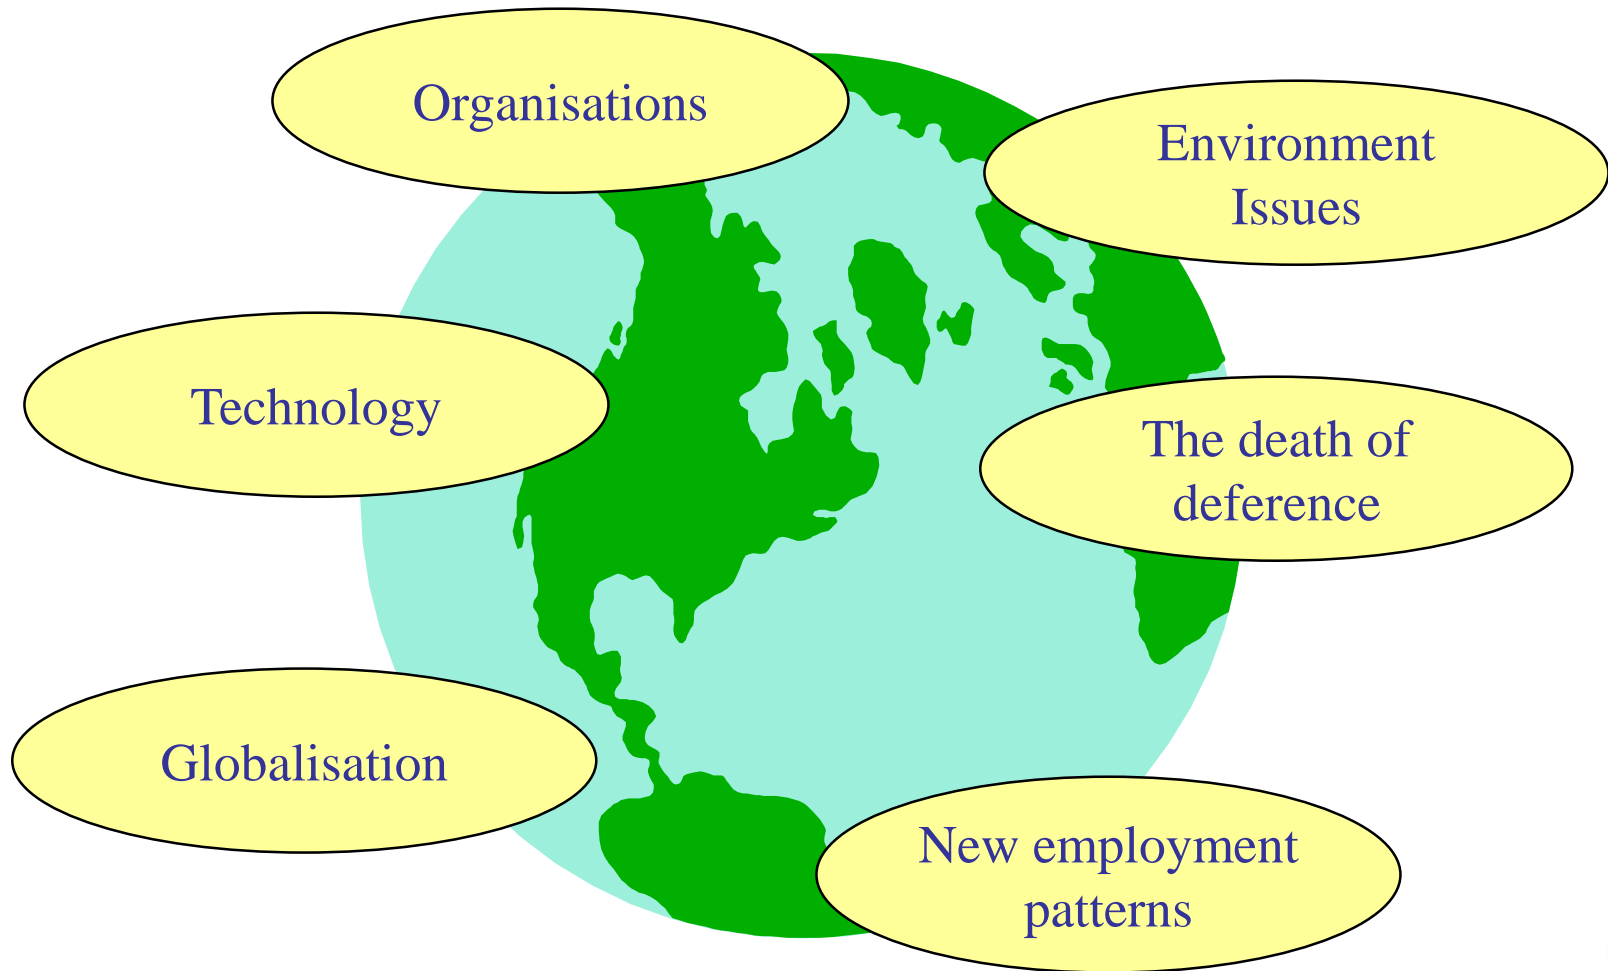 Organisations
Environment
Issues
Technology
The death of
deference
Globalisation
New employment
patterns